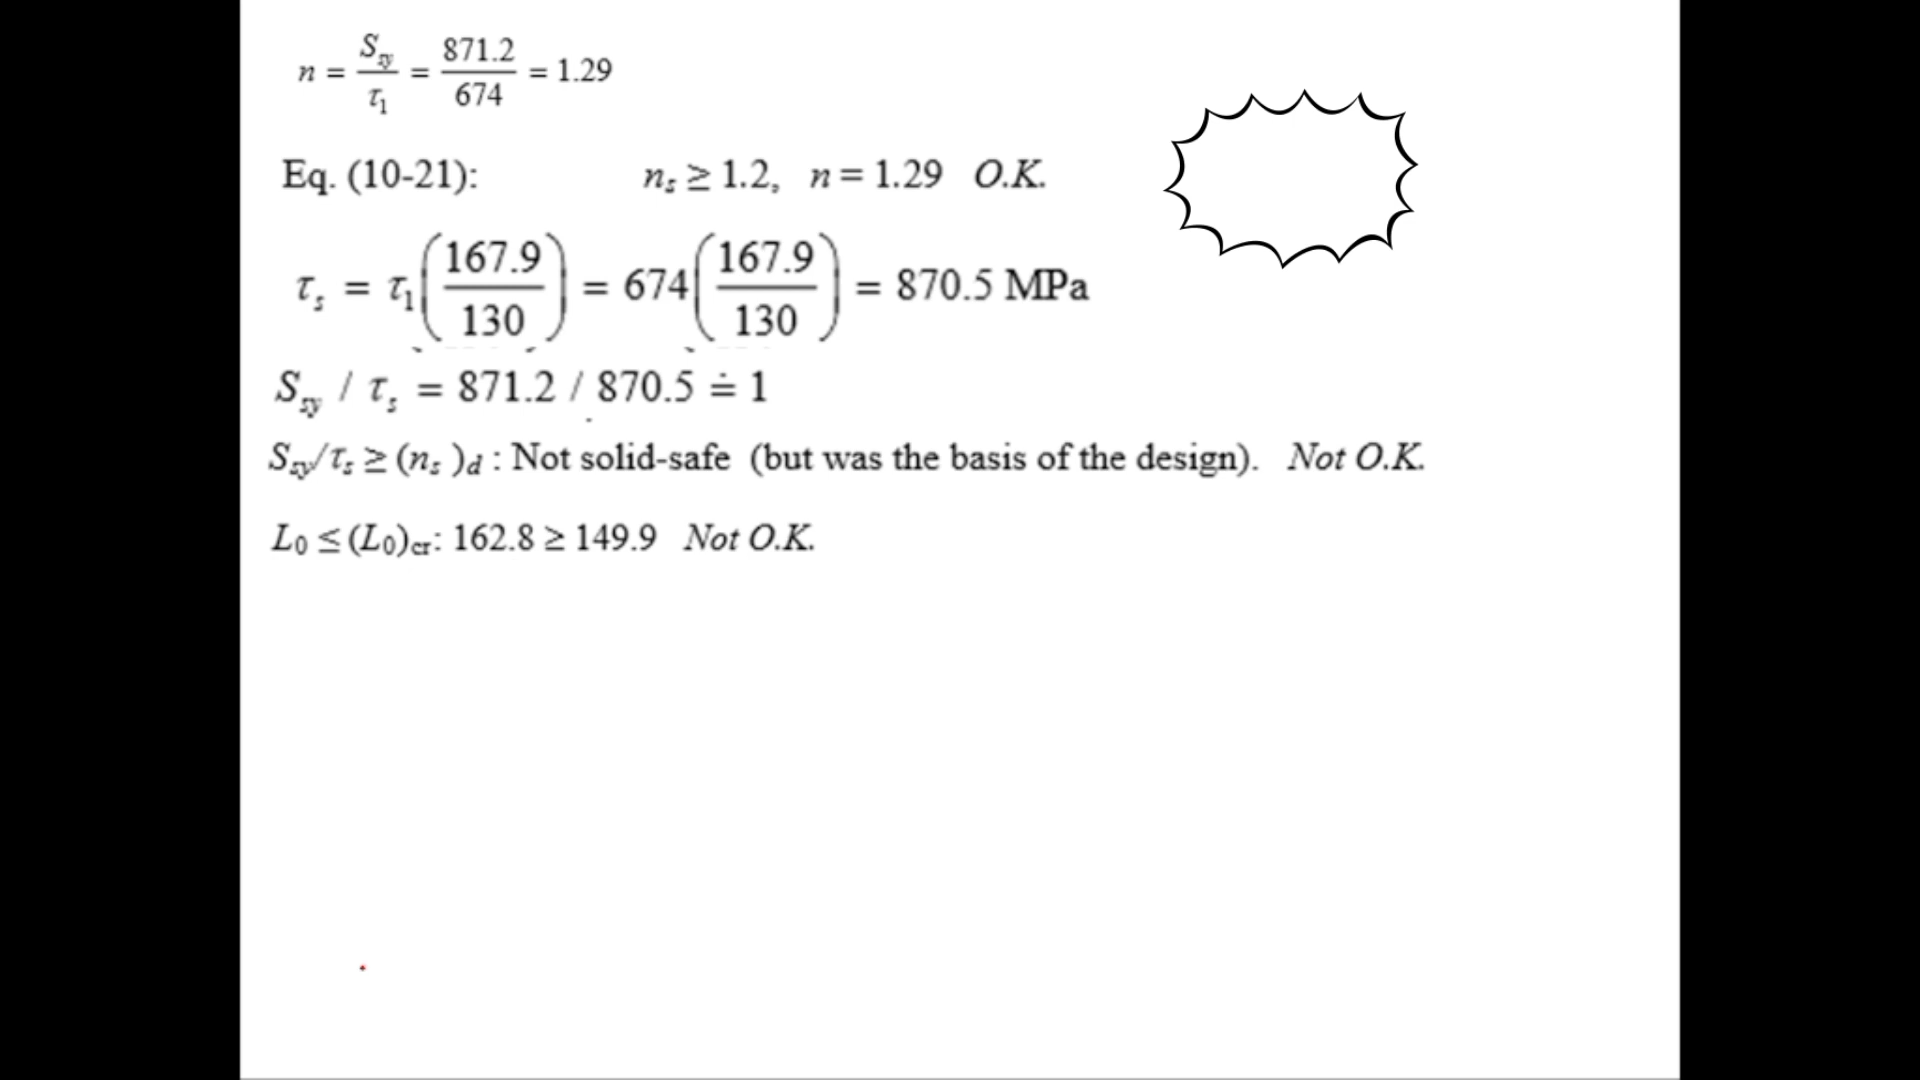 n = S_sy / τ_1 = 871.2 / 674 = 1.29
Eq. (10-21): n_s ≥ 1.2, n = 1.29 O.K.
τ_s = τ_1 (167.9 / 130) = 674 (167.9 / 130) = 870.5 MPa
S_sy / τ_s = 871.2 / 870.5 ≐ 1
S_sy/τ_s ≥ (n_s)_d : Not solid-safe (but was the basis of the design). Not O.K.
L_0 ≤ (L_0)_cr: 162.8 ≥ 149.9 Not O.K.